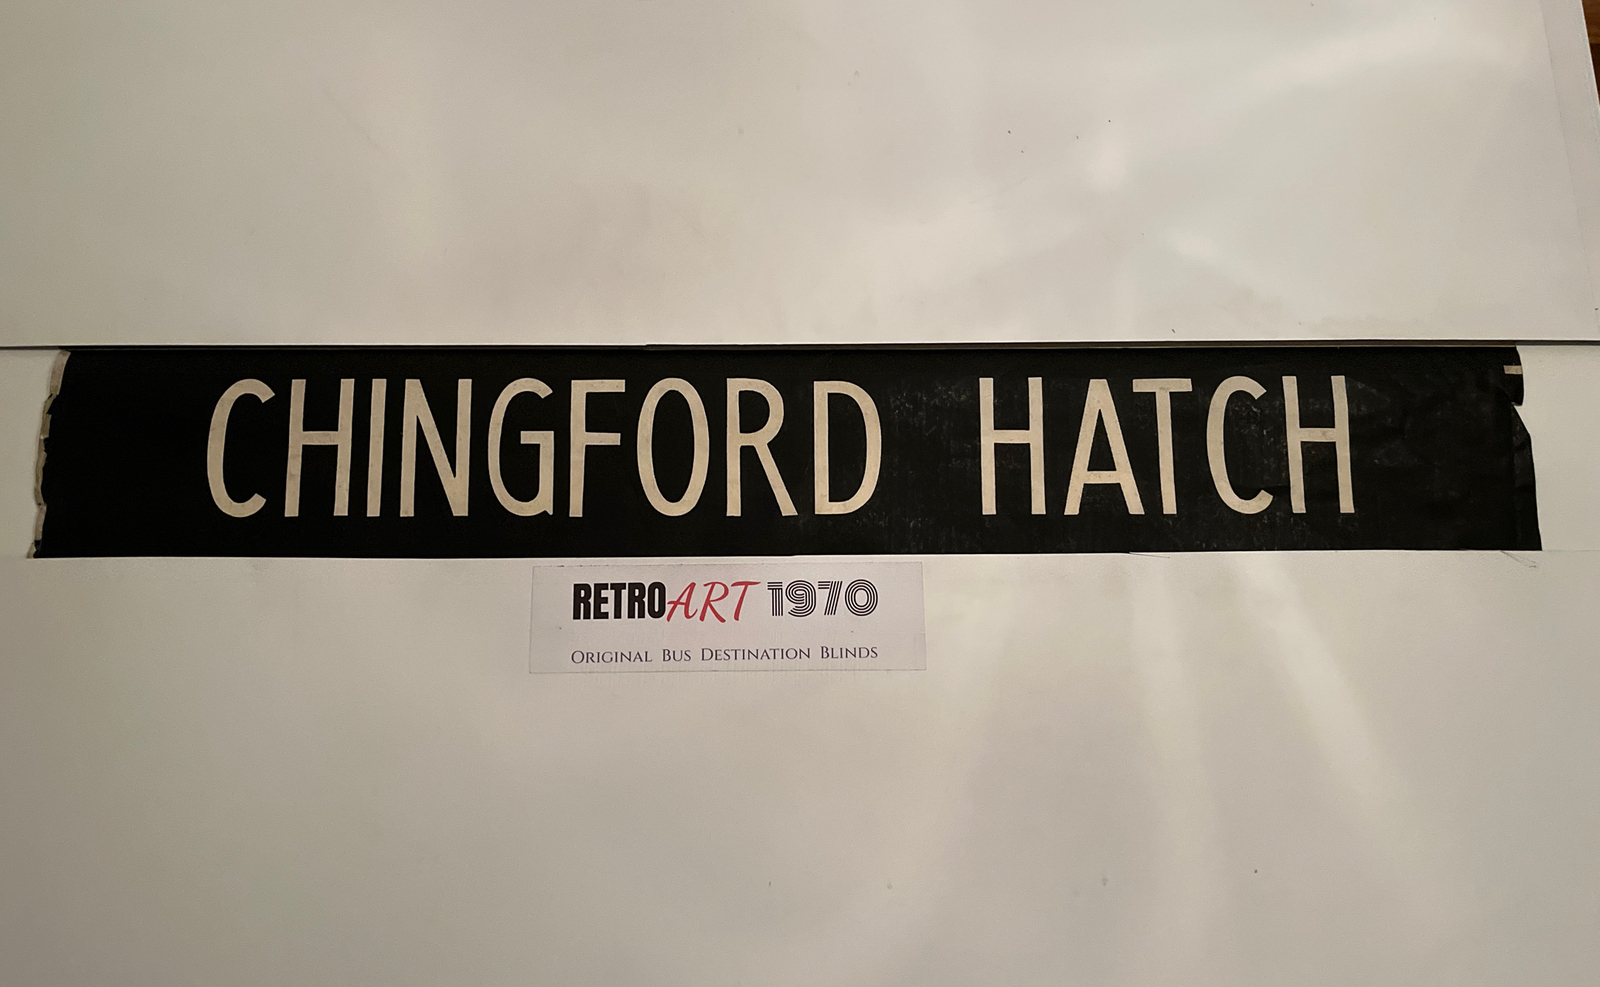 CHINGFORD HATCH
RETROART 1970
ORIGINAL BUS DESTINATION BLINDS